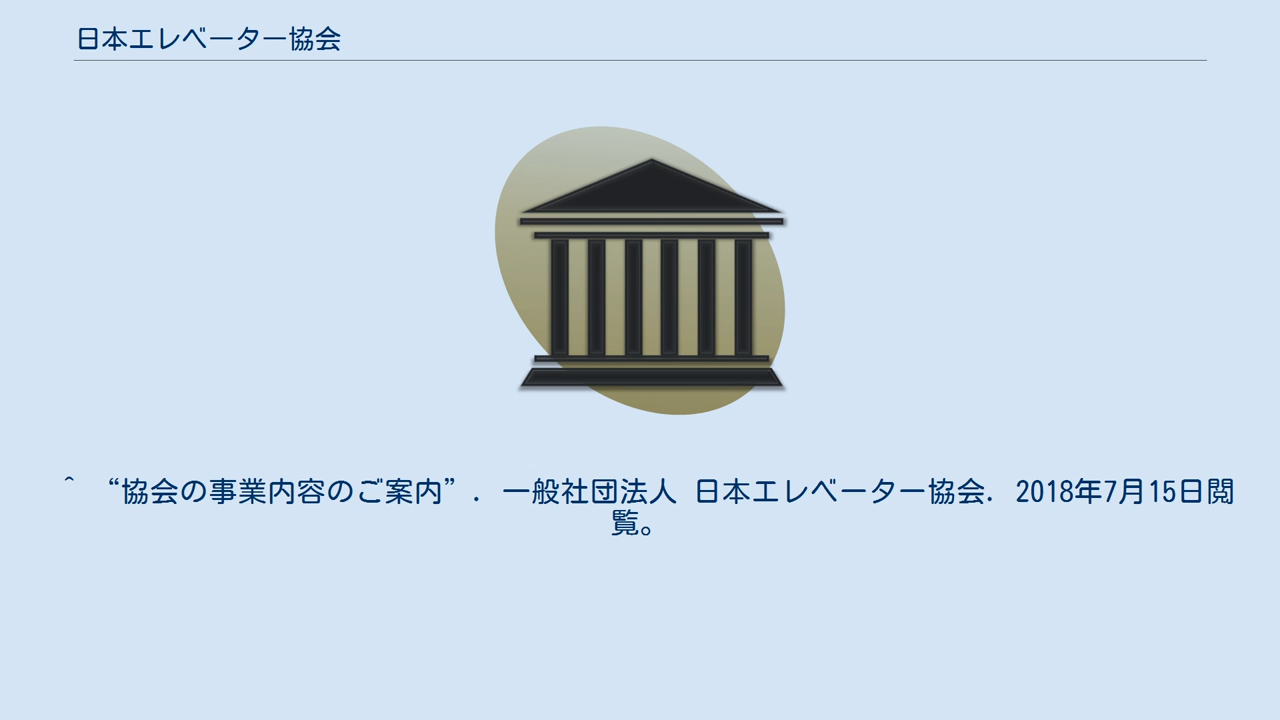 日本エレベーター協会
^ “協会の事業内容のご案内”. 一般社団法人 日本エレベーター協会. 2018年7月15日閲
覧。